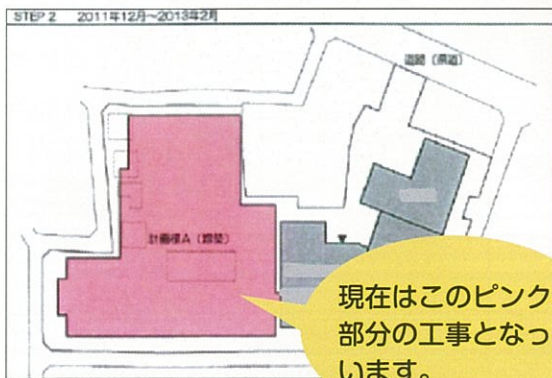 STEP 2 2011年12月～2013年2月
道路（県道）
計画棟A（建築）
現在はこのピンク
部分の工事となっ
います。